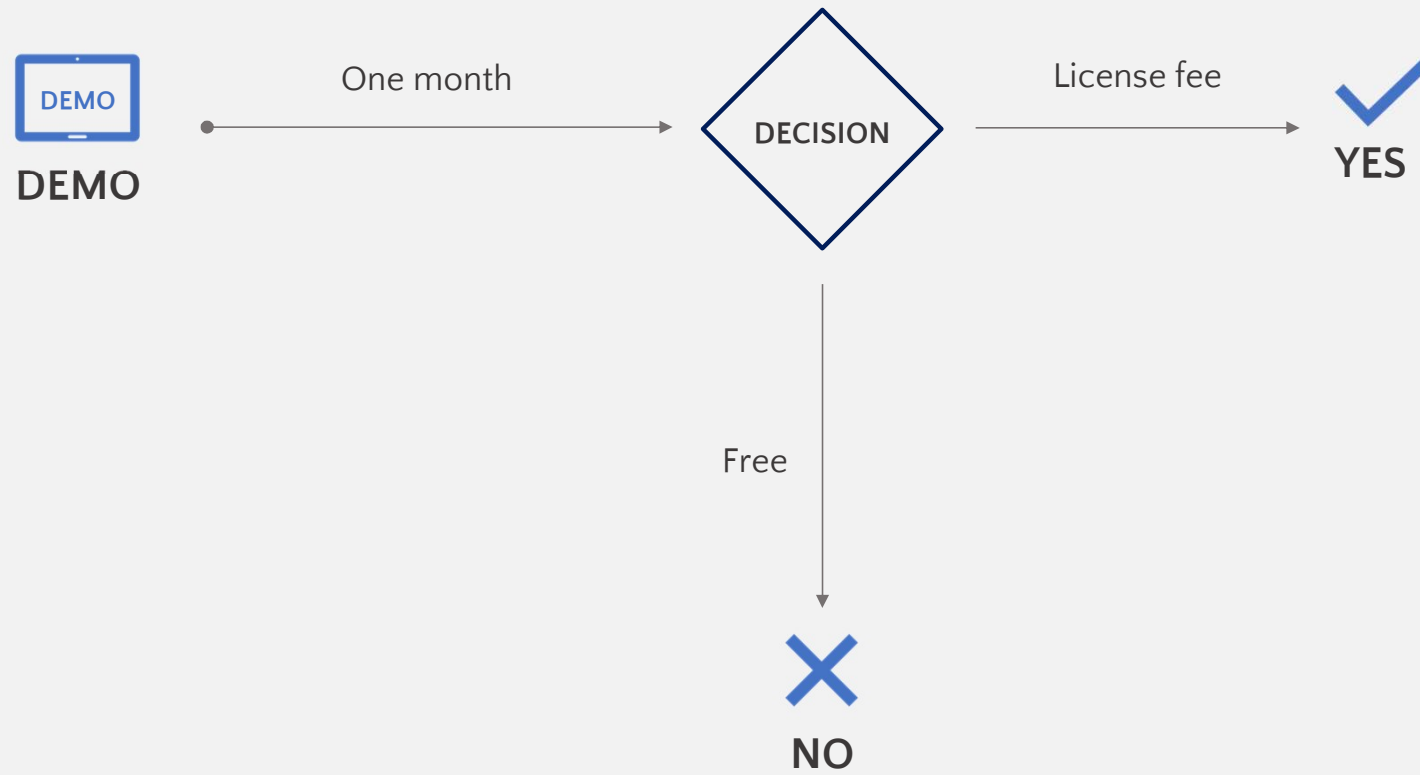 DEMO
DEMO
One month
DECISION
License fee
YES
Free
NO